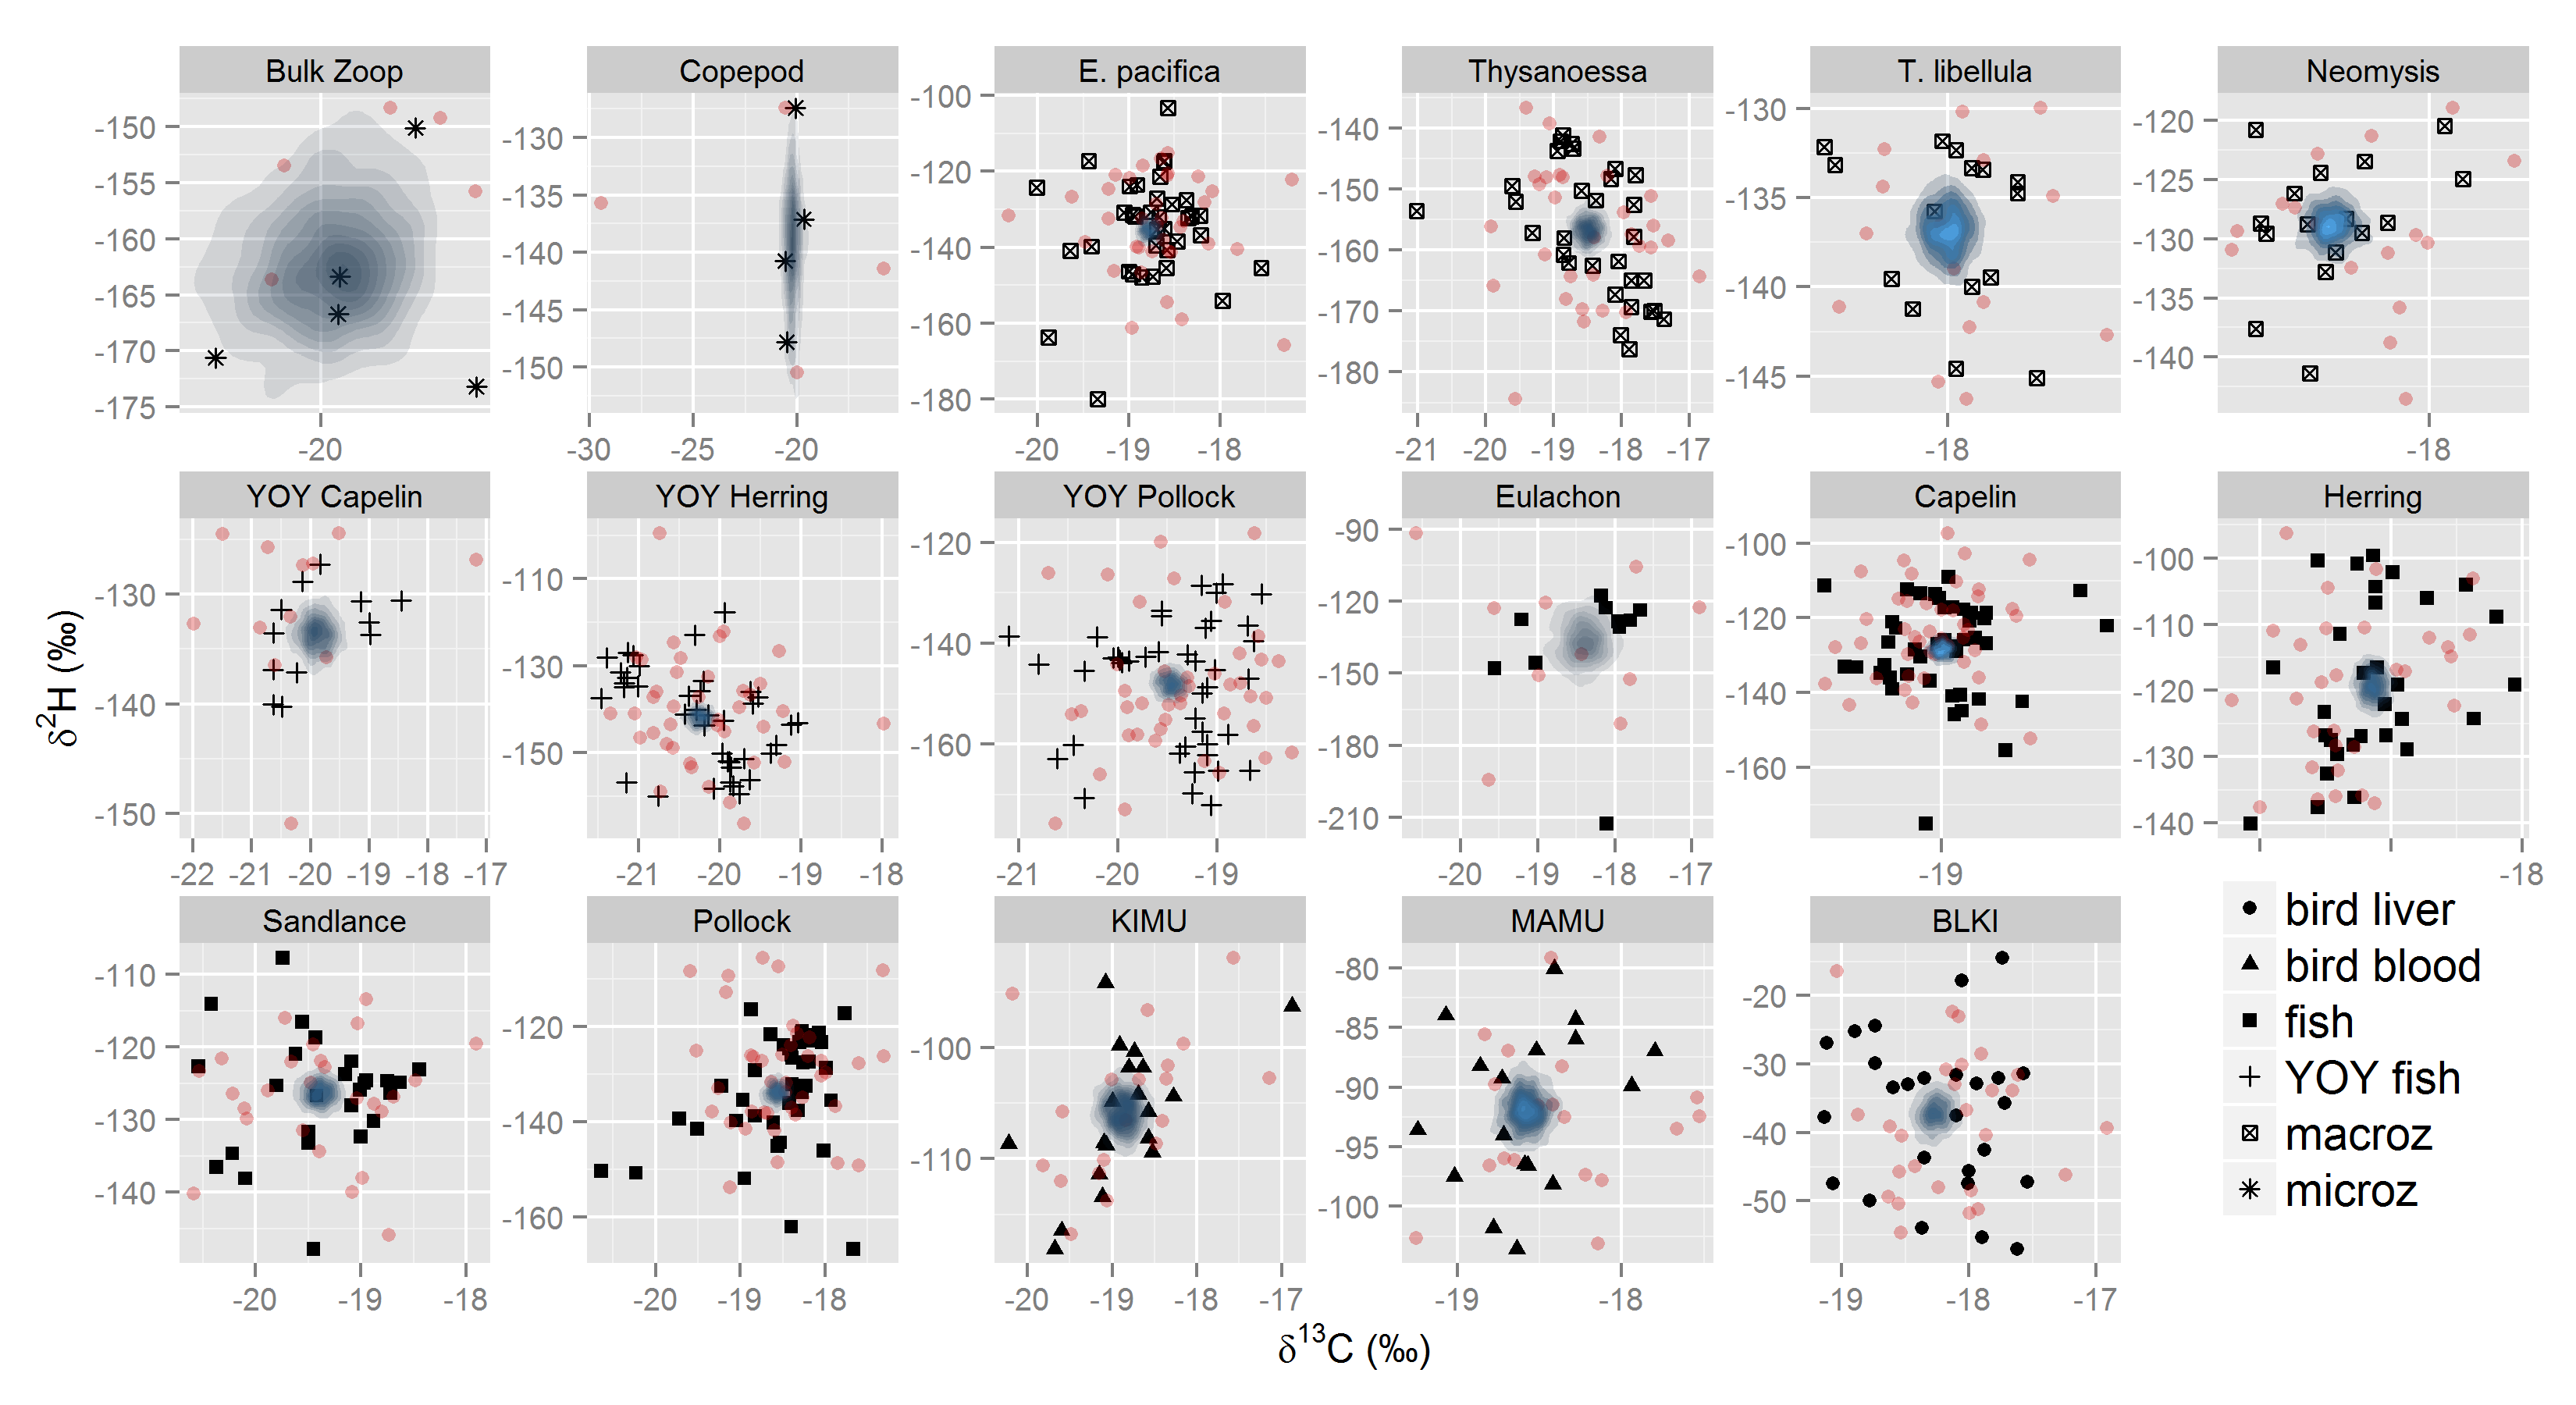 Bulk Zoop
Copepod
E. pacifica
Thysanoessa
T. libellula
Neomysis
-150
-155
-160
-165
-170
-175
-20
-130
-135
-140
-145
-150
-30 -25 -20
-100
-120
-140
-160
-180
-20 -19 -18
-140
-150
-160
-170
-180
-21 -20 -19 -18 -17
-130
-135
-140
-145
-18
-120
-125
-130
-135
-140
-18
YOY Capelin
YOY Herring
YOY Pollock
Eulachon
Capelin
Herring
-130
-140
-150
-22 -21 -20 -19 -18 -17
-110
-130
-150
-21 -20 -19 -18
-120
-140
-160
-21 -20 -19
-90
-120
-150
-180
-210
-20 -19 -18 -17
-100
-120
-140
-160
-19
-100
-110
-120
-130
-140
-18
Sandlance
Pollock
KIMU
MAMU
BLKI
-110
-120
-130
-140
-20 -19 -18
-120
-140
-160
-20 -19 -18
-100
-110
-20 -19 -18 -17
-80
-85
-90
-95
-100
-19 -18
-20
-30
-40
-50
-19 -18 -17
bird liver
bird blood
fish
YOY fish
macroz
microz
δ²H (‰)
δ¹³C (‰)